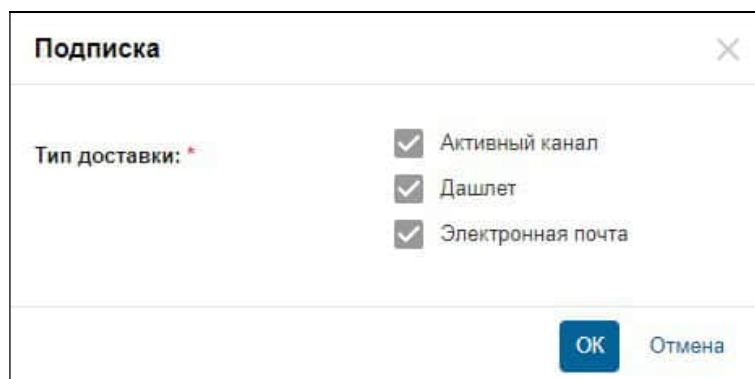 Подписка
Тип доставки: *
Активный канал
Дашлет
Электронная почта
ОК
Отмена